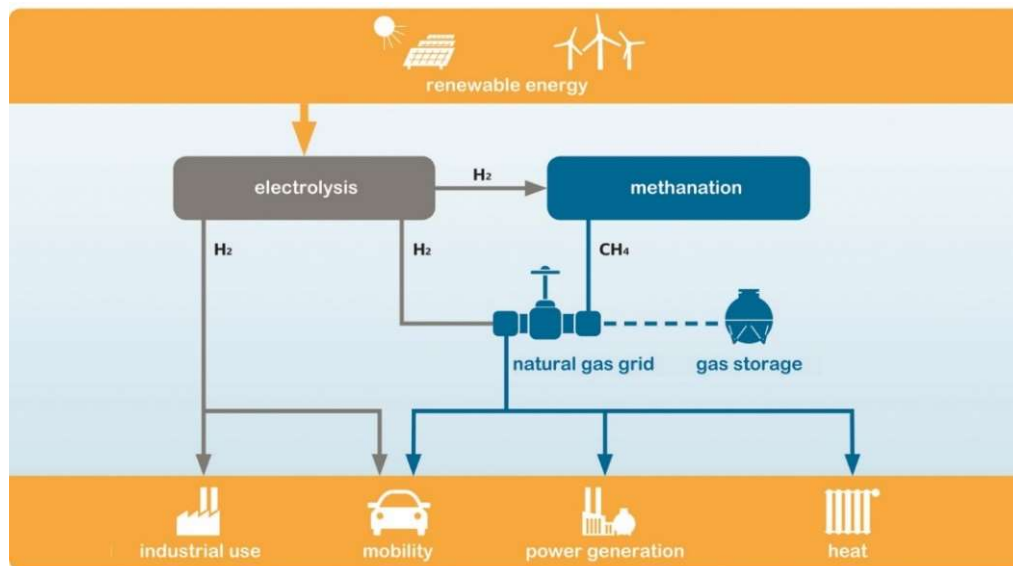 renewable energy
electrolysis
H₂
methanation
H₂
H₂
CH₄
natural gas grid
gas storage
industrial use
mobility
power generation
heat